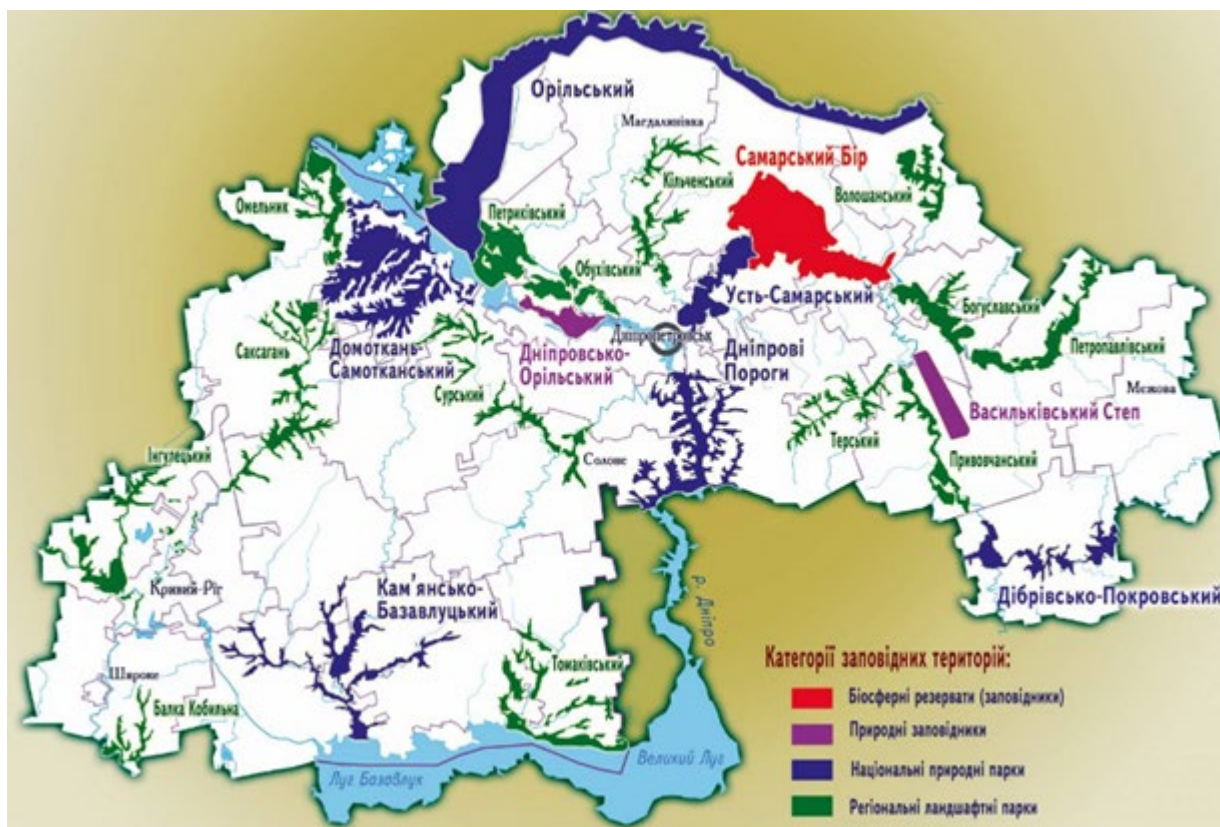 Орільський
Магдалинівка
Самарський Бір
Кільченський
Волошанський
Омельник
Петриківський
Обухівський
Усть-Самарський
Богуславський
Саксагань
Домоткань-
Самотканський
Дніпровсько-
Орільський
Дніпропетровськ
Дніпрові
Пороги
Петропавлівський
Межова
Сурський
Васильківський Степ
Терський
Привовчанський
Солоне
Інгулецький
Кривий Ріг
Кам'янсько-
Базавлуцький
р. Дніпро
Дібрівсько-Покровський
Широке
Балка Кобильна
Томаківський
Луг Базавлук
Великий Луг
Категорії заповідних територій:
Біосферні резервати (заповідники)
Природні заповідники
Національні природні парки
Регіональні ландшафтні парки